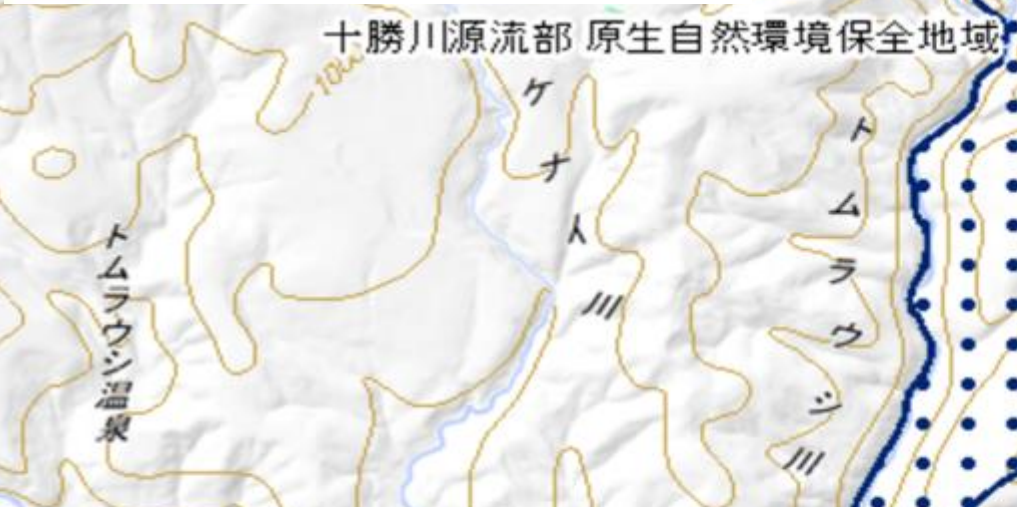 十勝川源流部 原生自然環境保全地域
ケナ人川
トムラウシ川
トムラウシ温泉